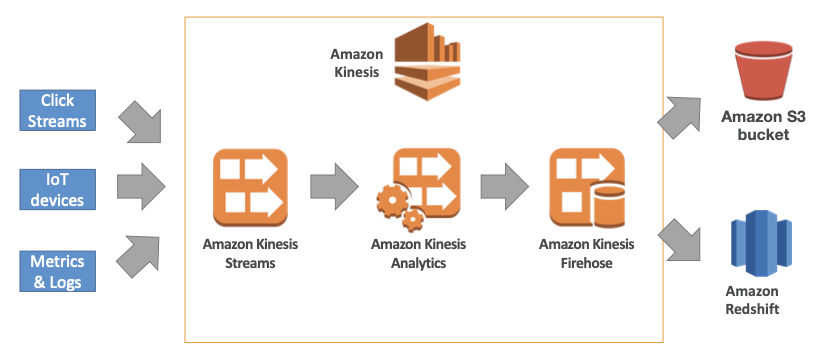 Amazon
Kinesis
Click
Streams
IoT
devices
Metrics
& Logs
Amazon Kinesis
Streams
Amazon Kinesis
Analytics
Amazon Kinesis
Firehose
Amazon S3
bucket
Amazon
Redshift